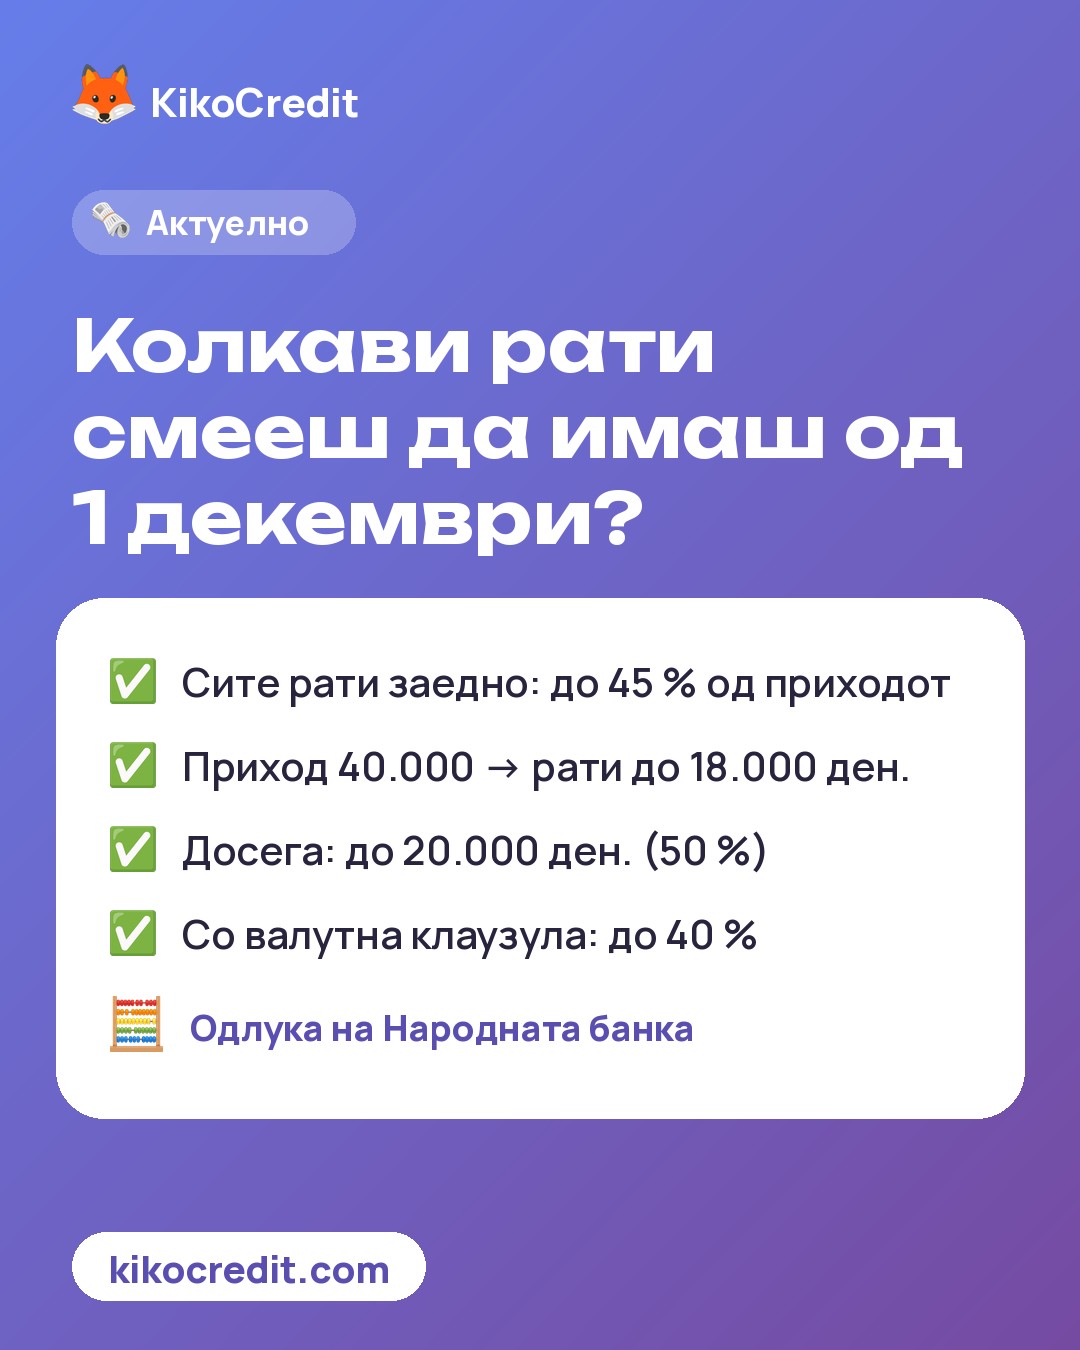 KikoCredit
Актуелно
Колкави рати
смееш да имаш од
1 декември?
Сите рати заедно: до 45 % од приходот
Приход 40.000 → рати до 18.000 ден.
Досега: до 20.000 ден. (50 %)
Со валутна клаузула: до 40 %
Одлука на Народната банка
kikocredit.com